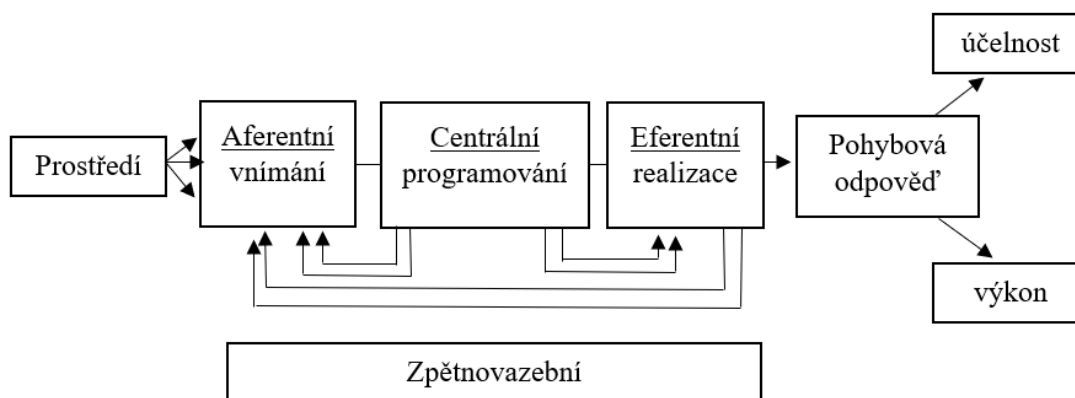 účelnost
Prostředí
Aferentní
vnímání
Centrální
programování
Eferentní
realizace
Pohybová
odpověď
výkon
Zpětnovazební